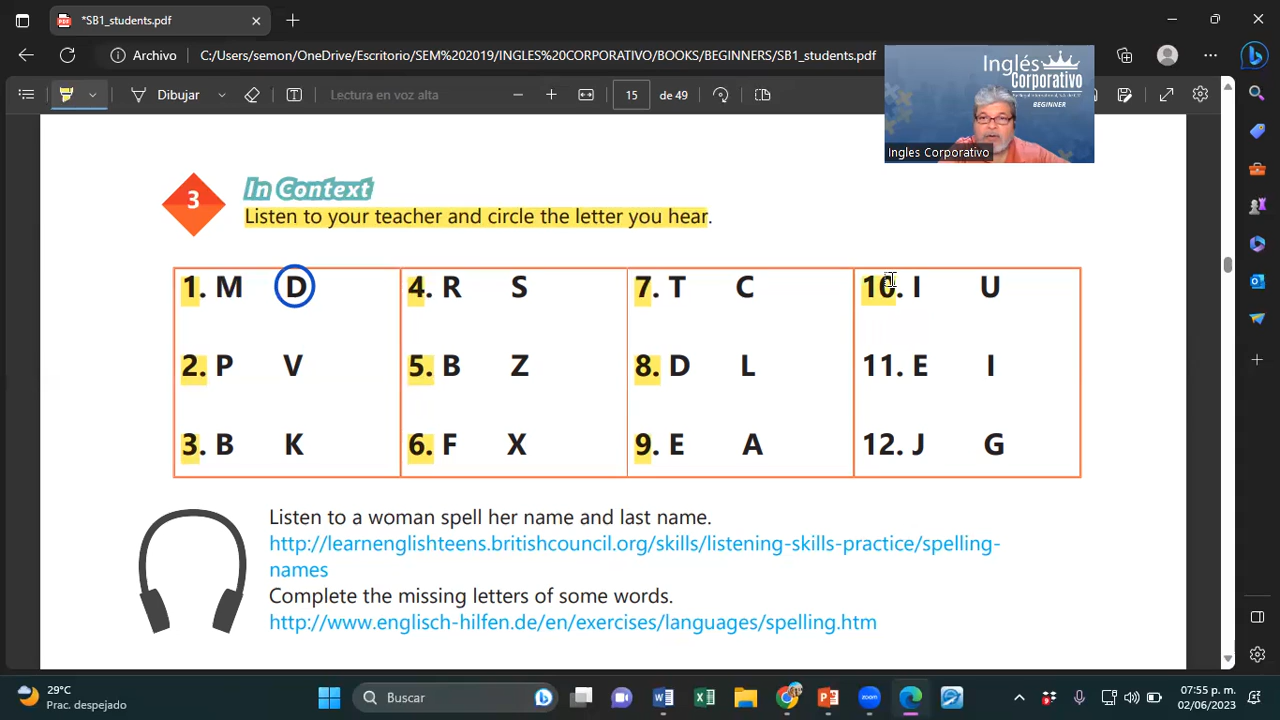 *SB1_students.pdf
Archivo C:/Users/semon/OneDrive/Escritorio/SEM%202019/INGLES%20CORPORATIVO/BOOKS/BEGINNERS/SB1_students.pdf
Dibujar Lectura en voz alta 15 de 49
Inglés
Corporativo
BEGINNER
Ingles Corporativo
3 In Context
Listen to your teacher and circle the letter you hear.
1. M D 4. R S 7. T C 10. I U
2. P V 5. B Z 8. D L 11. E I
3. B K 6. F X 9. E A 12. J G
Listen to a woman spell her name and last name.
http://learnenglishteens.britishcouncil.org/skills/listening-skills-practice/spelling-
names
Complete the missing letters of some words.
http://www.englisch-hilfen.de/en/exercises/languages/spelling.htm
29°C
Prac. despejado
Buscar
07:55 p. m.
02/06/2023